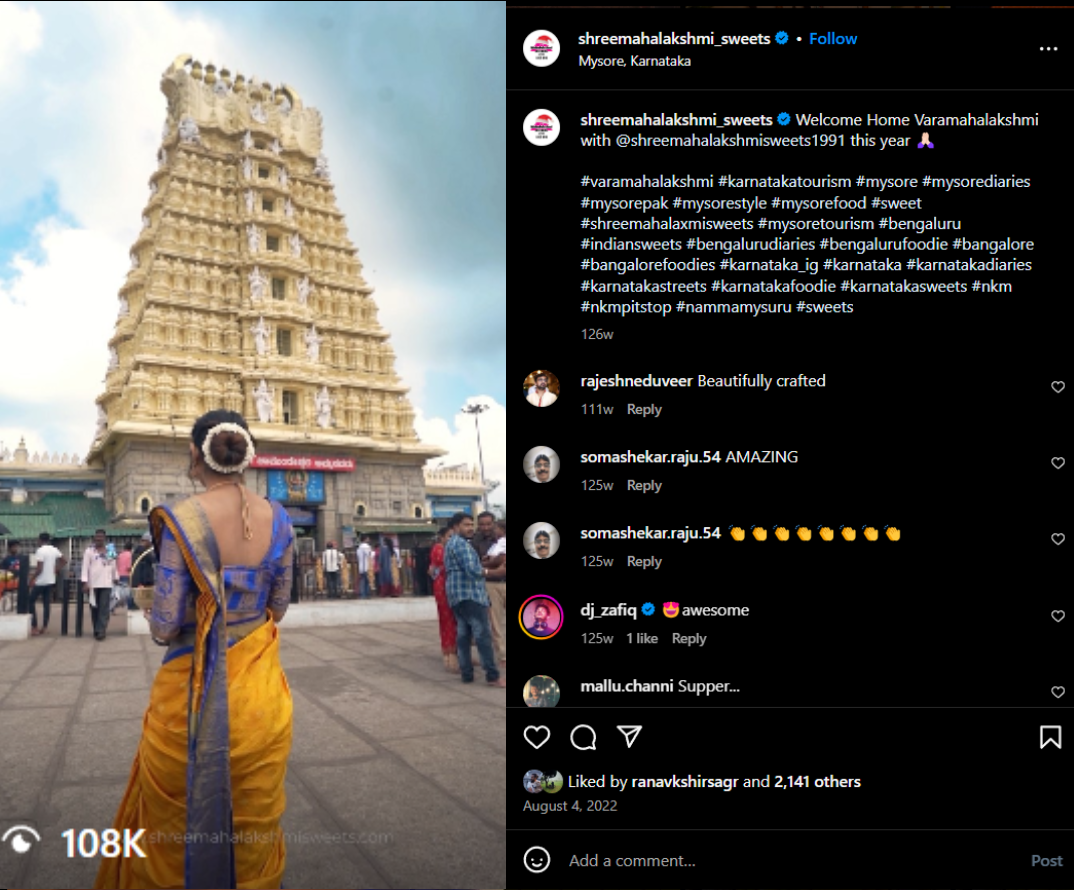 shreemahalakshmi_sweets • Follow
Mysore, Karnataka
shreemahalakshmi_sweets Welcome Home Varamahalakshmi
with @shreemahalakshmisweets1991 this year 🙏🏻
#varamahalakshmi #karnatakatourism #mysore #mysorediaries
#mysorepak #mysorestyle #mysorefood #sweet
#shreemahalaxmisweets #mysoretourism #bengaluru
#indiansweets #bengalurudiaries #bengalurufoodie #bangalore
#bangalorefoodies #karnataka_ig #karnataka #karnatakadiaries
#karnatakastreets #karnatakafoodie #karnatakasweets #nkm
#nkmpitstop #nammamysuru #sweets
126w
rajeshneduveer Beautifully crafted
111w Reply
somashekar.raju.54 AMAZING
125w Reply
somashekar.raju.54 👏👏👏👏👏👏👏👏
125w Reply
dj_zafiq 😍awesome
125w 1 like Reply
mallu.channi Supper...
Liked by ranavkshirsagr and 2,141 others
August 4, 2022
Add a comment... Post
108K